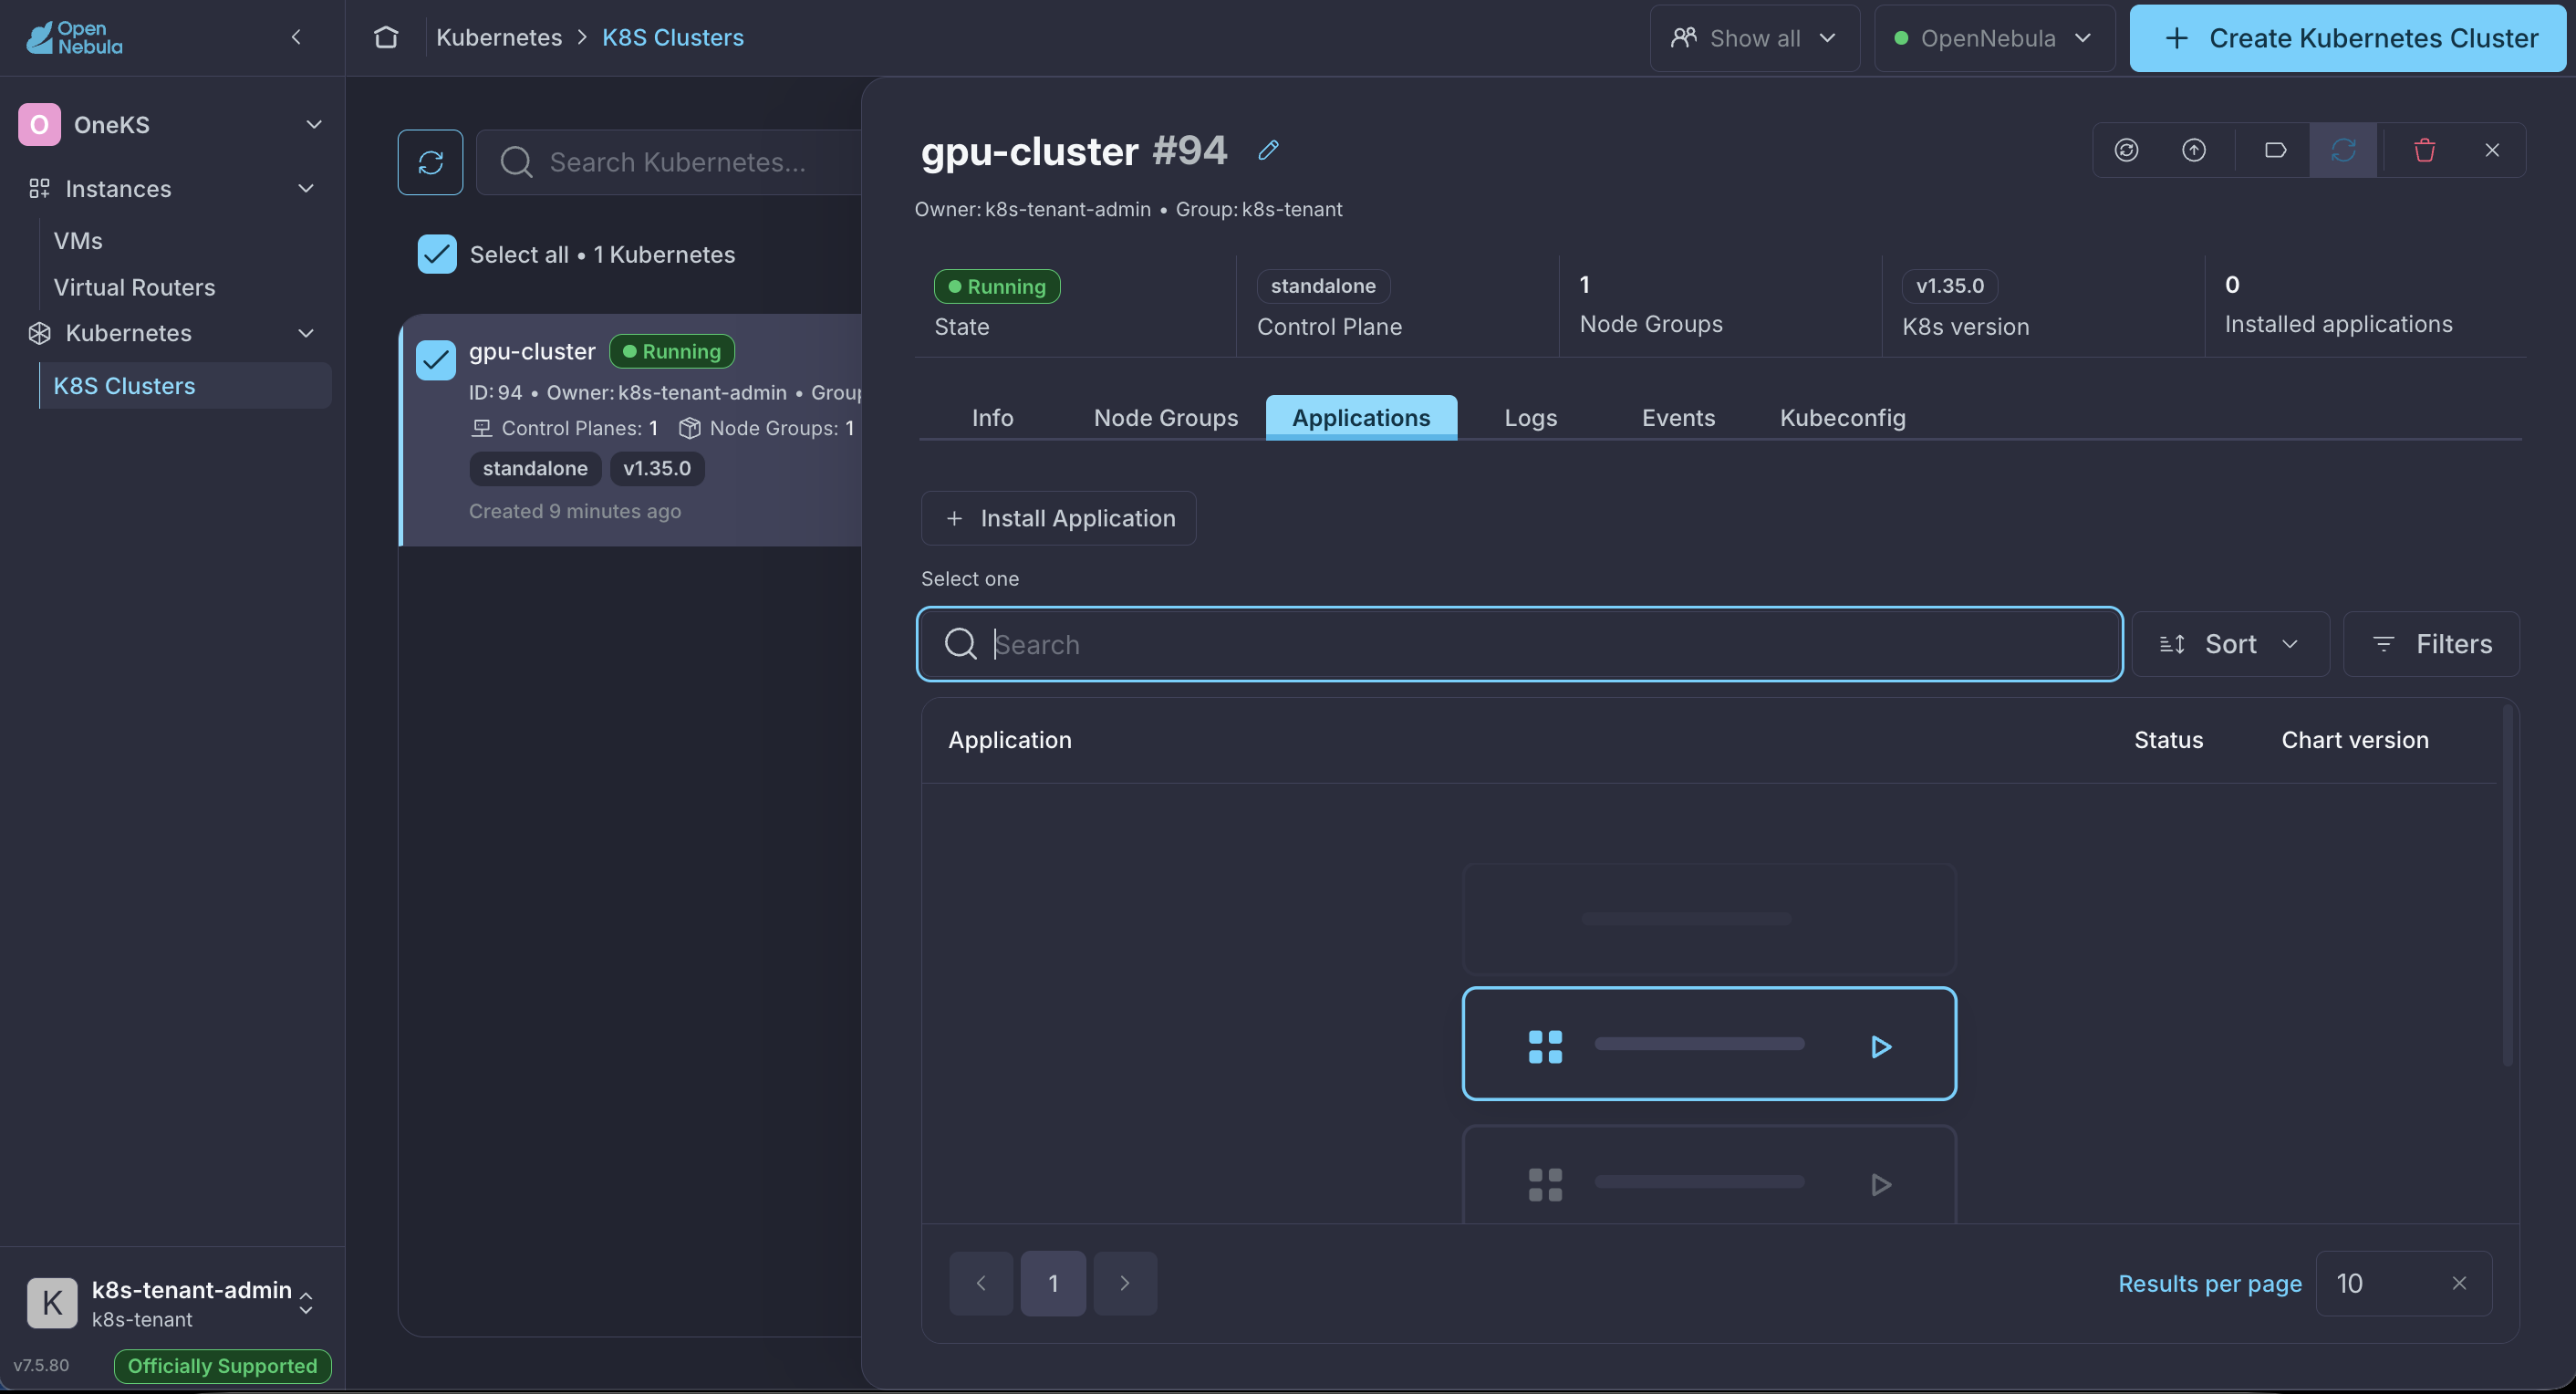 Open
Nebula
Kubernetes > K8S Clusters
Show all
OpenNebula
+ Create Kubernetes Cluster
O OneKS
Instances
VMs
Virtual Routers
Kubernetes
K8S Clusters
Search Kubernetes...
Select all • 1 Kubernetes
gpu-cluster Running
ID: 94 • Owner: k8s-tenant-admin • Group
Control Planes: 1 Node Groups: 1
standalone v1.35.0
Created 9 minutes ago
gpu-cluster #94
Owner: k8s-tenant-admin • Group: k8s-tenant
Running
State
standalone
Control Plane
1
Node Groups
v1.35.0
K8s version
0
Installed applications
Info Node Groups Applications Logs Events Kubeconfig
+ Install Application
Select one
Search
Sort
Filters
Application Status Chart version
1
Results per page 10
K k8s-tenant-admin
k8s-tenant
v7.5.80 Officially Supported